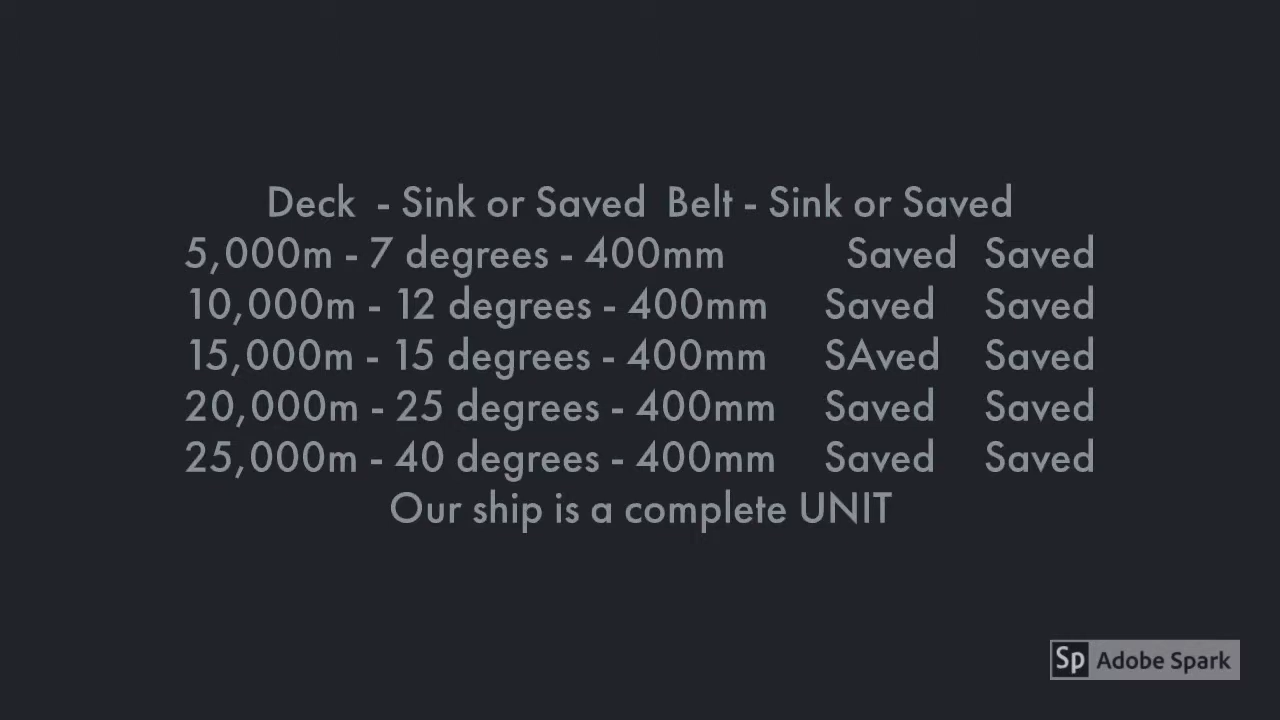 Deck - Sink or Saved Belt - Sink or Saved
5,000m - 7 degrees - 400mm Saved Saved
10,000m - 12 degrees - 400mm Saved Saved
15,000m - 15 degrees - 400mm SAved Saved
20,000m - 25 degrees - 400mm Saved Saved
25,000m - 40 degrees - 400mm Saved Saved
Our ship is a complete UNIT
Sp Adobe Spark